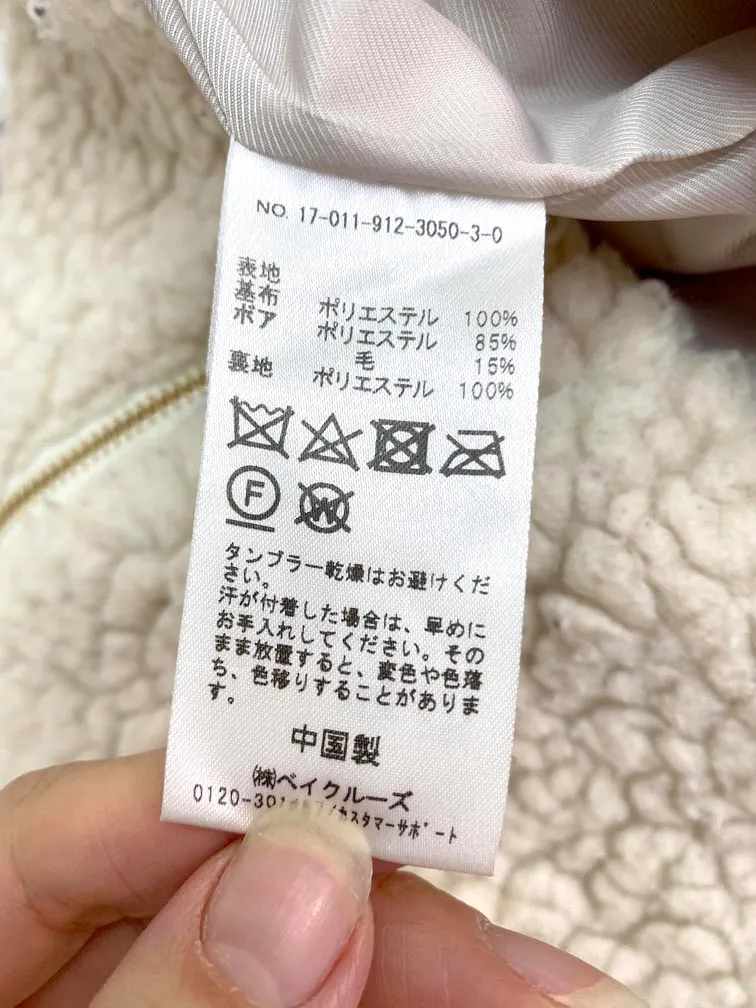 NO. 17-011-912-3050-3-0
表地
基布 ポリエステル 100%
ボア ポリエステル 85%
毛 15%
裏地 ポリエステル 100%
F
W
タンブラー乾燥はお避けくだ
さい。
汗が付着した場合は、早めに
お手入れしてください。その
まま放置すると、変色や色落
ち、色移りすることがありま
す。
中国製
㈱ベイクルーズ
0120-301 カスタマーサポート